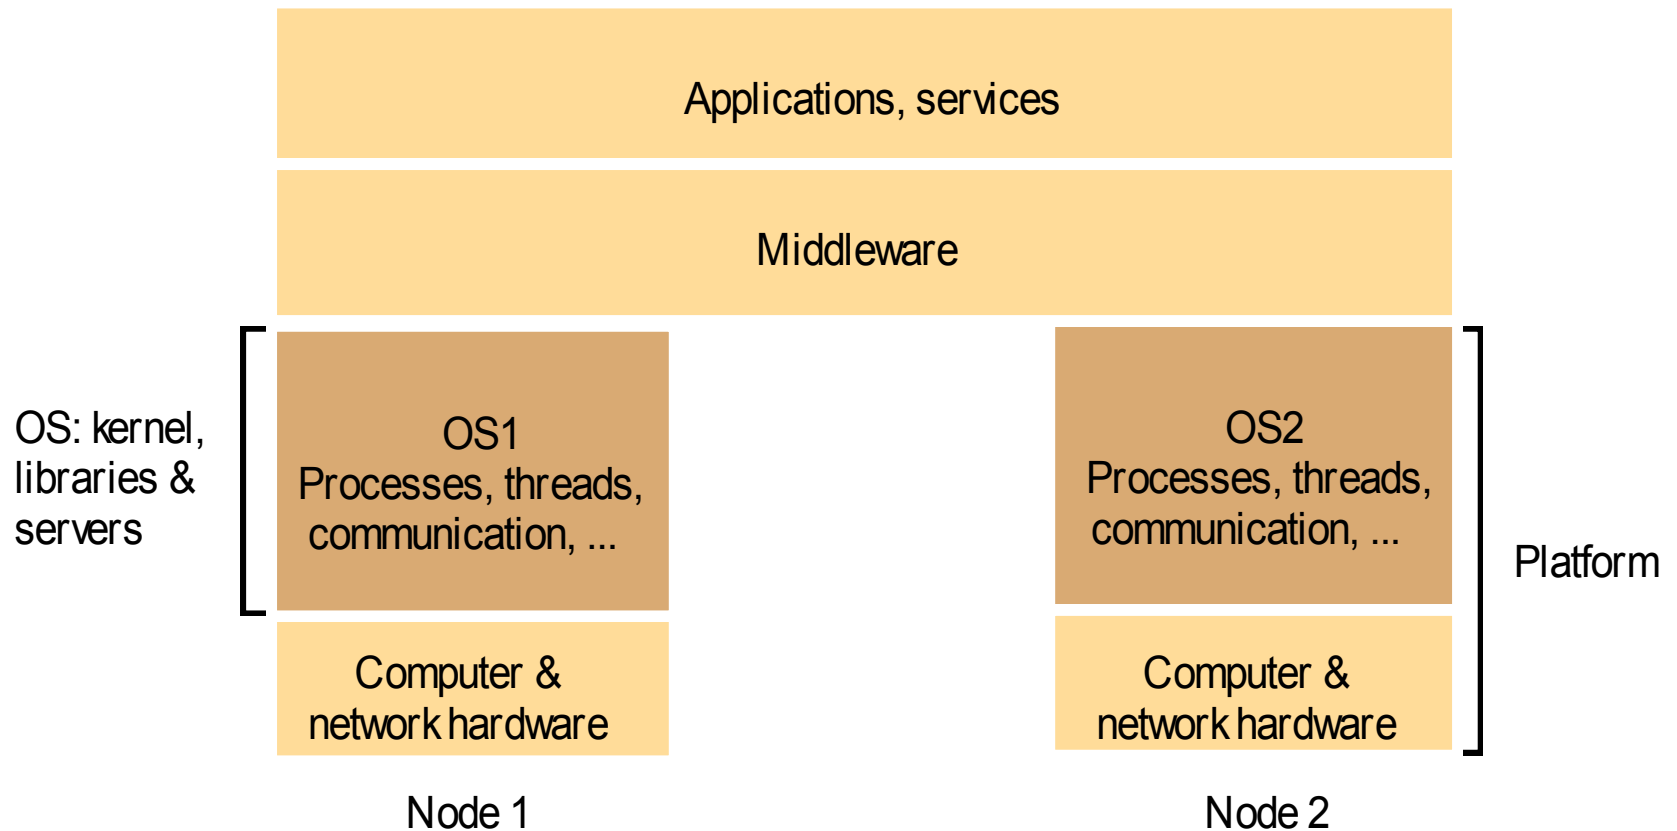 Applications, services
Middleware
OS: kernel,
libraries &
servers
OS1
Processes, threads,
communication, ...
OS2
Processes, threads,
communication, ...
Platform
Computer &
network hardware
Computer &
network hardware
Node 1
Node 2